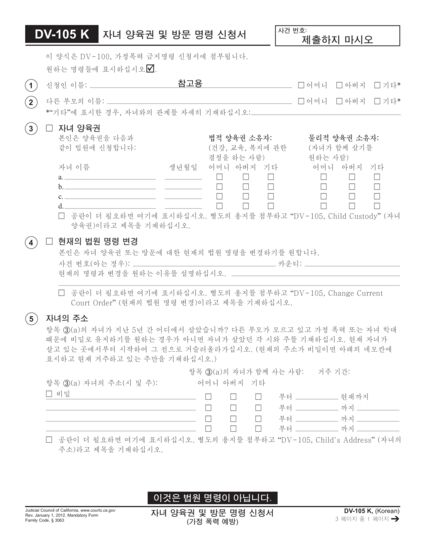 DV-105 K 자녀 양육권 및 방문 명령 신청서
사건 번호:
제출하지 마시오
이 양식은 DV-100, 가정폭력 금지명령 신청서에 첨부됩니다.
원하는 명령들에 표시하십시오☑.
1 신청인 이름: 참고용 □ 어머니 □ 아버지 □ 기타*
2 다른 부모의 이름: □ 어머니 □ 아버지 □ 기타*
*"기타"에 표시한 경우, 자녀와의 관계를 자세히 기재하십시오:
3 □ 자녀 양육권
본인은 양육권을 다음과 같이 일원에 신청합니다:
법적 양육권 소유자:
(건강, 교육, 복지에 관한 결정을 하는 사람)
물리적 양육권 소유자:
(자녀가 함께 살기를 원하는 사람)
자녀 이름 생년월일 어머니 아버지 기타 어머니 아버지 기타
a. □ □ □ □ □ □
b. □ □ □ □ □ □
c. □ □ □ □ □ □
d. □ □ □ □ □ □
□ 공란이 더 필요하면 여기에 표시하십시오. 별도의 용지를 첨부하고 “DV-105, Child Custody” (자녀
양육권)이라고 제목을 기재하십시오.
4 □ 현재의 법원 명령 변경
본인은 자녀 양육권 또는 방문에 대한 현재의 법원 명령을 변경하기를 원합니다.
사건 번호(아는 경우): 카운티:
현재의 명령과 변경을 원하는 이유를 설명하십시오.
□ 공란이 더 필요하면 여기에 표시하십시오. 별도의 용지를 첨부하고 “DV-105, Change Current
Court Order” (현재의 법원 명령 변경)이라고 제목을 기재하십시오.
5 자녀의 주소
항목 ③(a)의 자녀가 지난 5년 간 어디에서 살았습니까? 다른 부모가 모르고 있고 가정 폭력 또는 자녀 학대
때문에 비밀로 유지하기를 원하는 경우가 아니면 자녀가 살았던 각 시와 주를 기재하십시오. 현재 자녀가
살고 있는 곳에서부터 시작하여 그 전으로 거슬러올라가십시오. (현재의 주소가 비밀이면 아래의 네모칸에
표시하고 현재 거주하고 있는 주만을 기재하십시오.)
항목 ③(a)의 자녀가 함께 사는 사람: 거주 기간:
항목 ③(a) 자녀의 주소(시 및 주): 어머니 아버지 기타
□ 비밀 □ □ □ 부터 현재까지
□ □ □ 부터 까지
□ □ □ 부터 까지
□ □ □ 부터 까지
□ 공란이 더 필요하면 여기에 표시하십시오. 별도의 용지를 첨부하고 “DV-105, Child's Address” (자녀의
주소)라고 제목을 기재하십시오.
이것은 법원 명령이 아닙니다.
Judicial Council of California, www.courts.ca.gov
Rev. January 1, 2012, Mandatory Form
Family Code, § 3063
자녀 양육권 및 방문 명령 신청서
(가정 폭력 예방)
DV-105 K, (Korean)
3 페이지 중 1 페이지 ➔